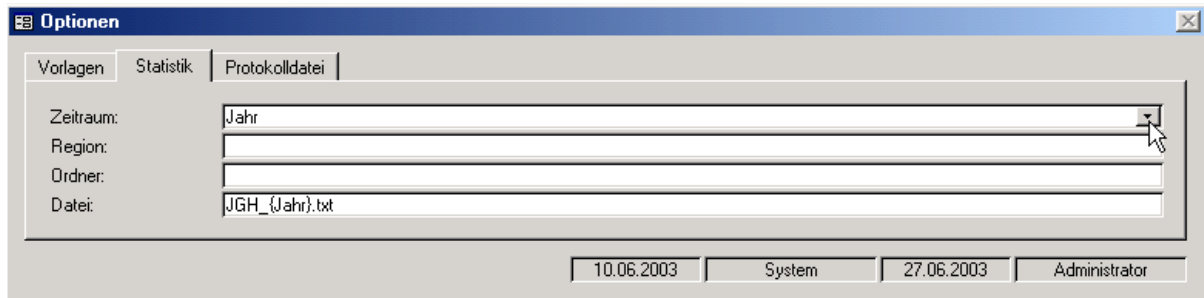 Optionen
Vorlagen Statistik Protokolldatei
Zeitraum: Jahr
Region:
Ordner:
Datei: JGH_{Jahr}.txt
10.06.2003 System 27.06.2003 Administrator